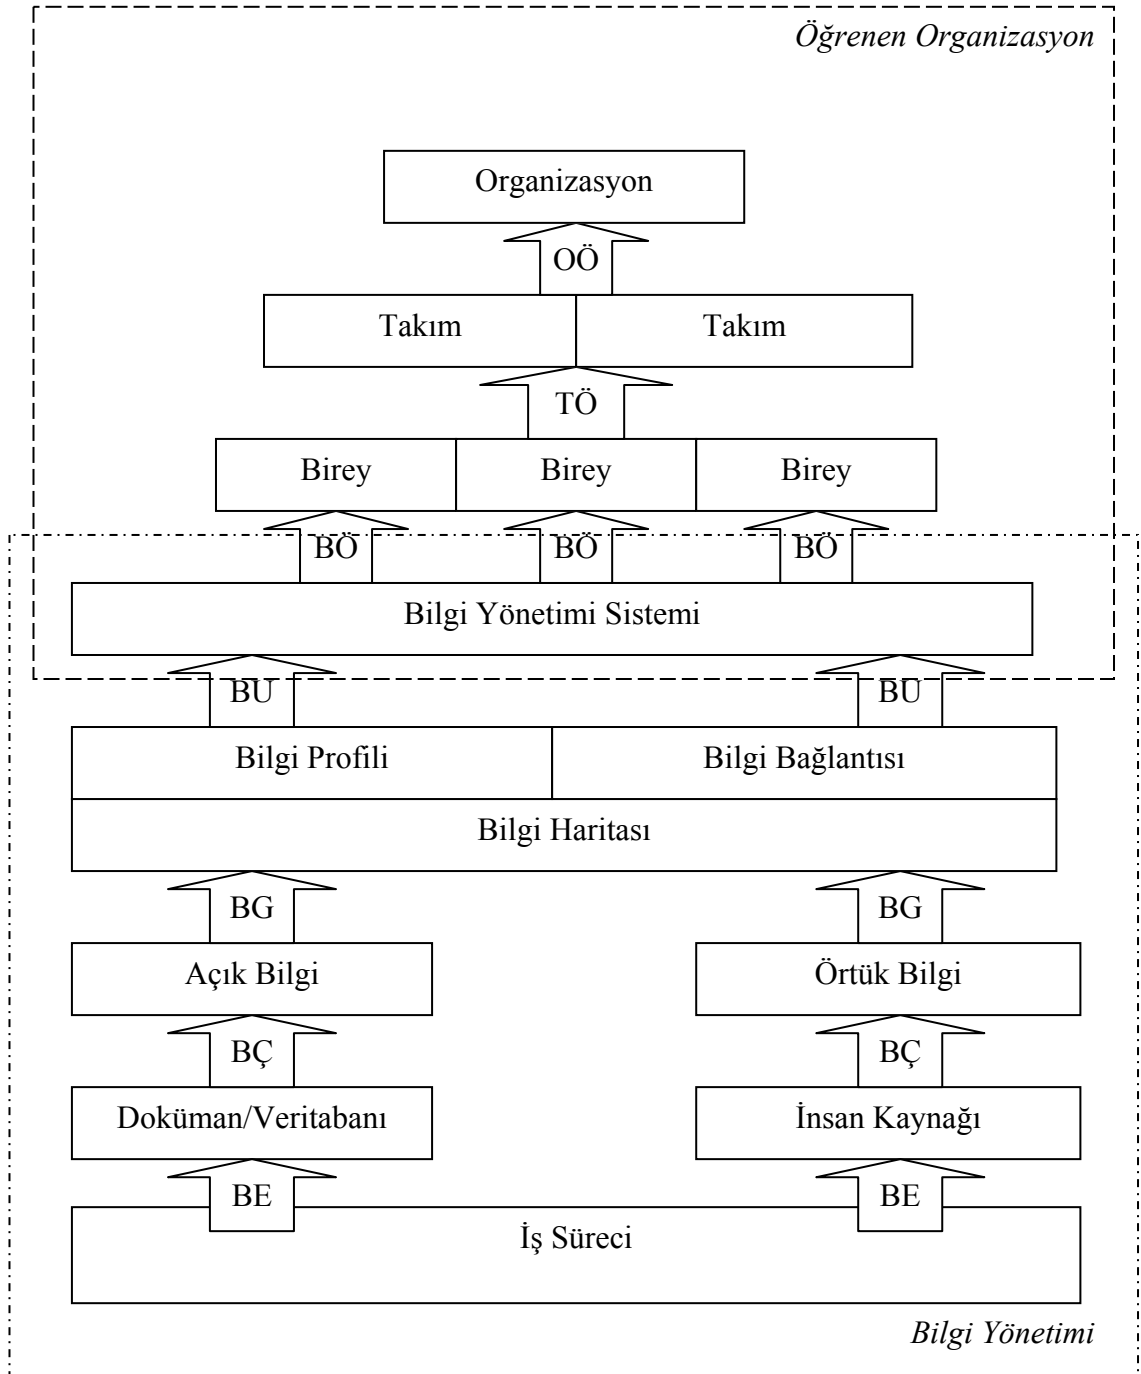 Öğrenen Organizasyon
Organizasyon
OÖ
Takım Takım
TÖ
Birey Birey Birey
BÖ BÖ BÖ
Bilgi Yönetimi Sistemi
BU BU
Bilgi Profili Bilgi Bağlantısı
Bilgi Haritası
BG BG
Açık Bilgi Örtük Bilgi
BÇ BÇ
Doküman/Veritabanı İnsan Kaynağı
BE BE
İş Süreci
Bilgi Yönetimi